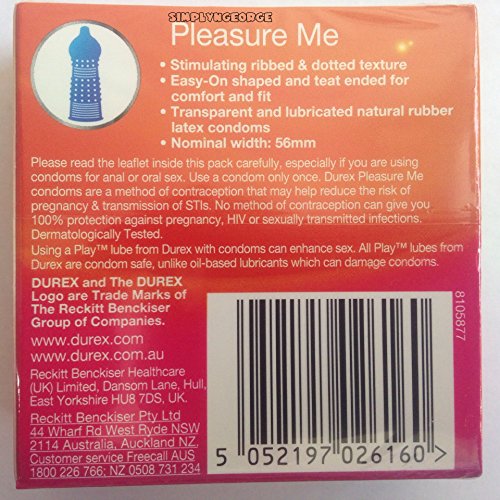 SIMPLYNGEORGE
Pleasure Me
• Stimulating ribbed & dotted texture
• Easy-On shaped and teat ended for
comfort and fit
• Transparent and lubricated natural rubber
latex condoms
• Nominal width: 56mm
Please read the leaflet inside this pack carefully, especially if you are using
condoms for anal or oral sex. Use a condom only once. Durex Pleasure Me
condoms are a method of contraception that may help reduce the risk of
pregnancy & transmission of STIs. No method of contraception can give you
100% protection against pregnancy, HIV or sexually transmitted infections.
Dermatologically Tested.
Using a Play™ lube from Durex with condoms can enhance sex. All Play™ lubes from
Durex are condom safe, unlike oil-based lubricants which can damage condoms.
DUREX and The DUREX
Logo are Trade Marks of
The Reckitt Benckiser
Group of Companies.
www.durex.com
www.durex.com.au
Reckitt Benckiser Healthcare
(UK) Limited, Dansom Lane, Hull,
East Yorkshire HU8 7DS, UK.
Reckitt Benckiser Pty Ltd
44 Wharf Rd West Ryde NSW
2114 Australia, Auckland NZ.
Customer service Freecall AUS
1800 226 766; NZ 0508 731 234
8105877
5 052197 026160 >